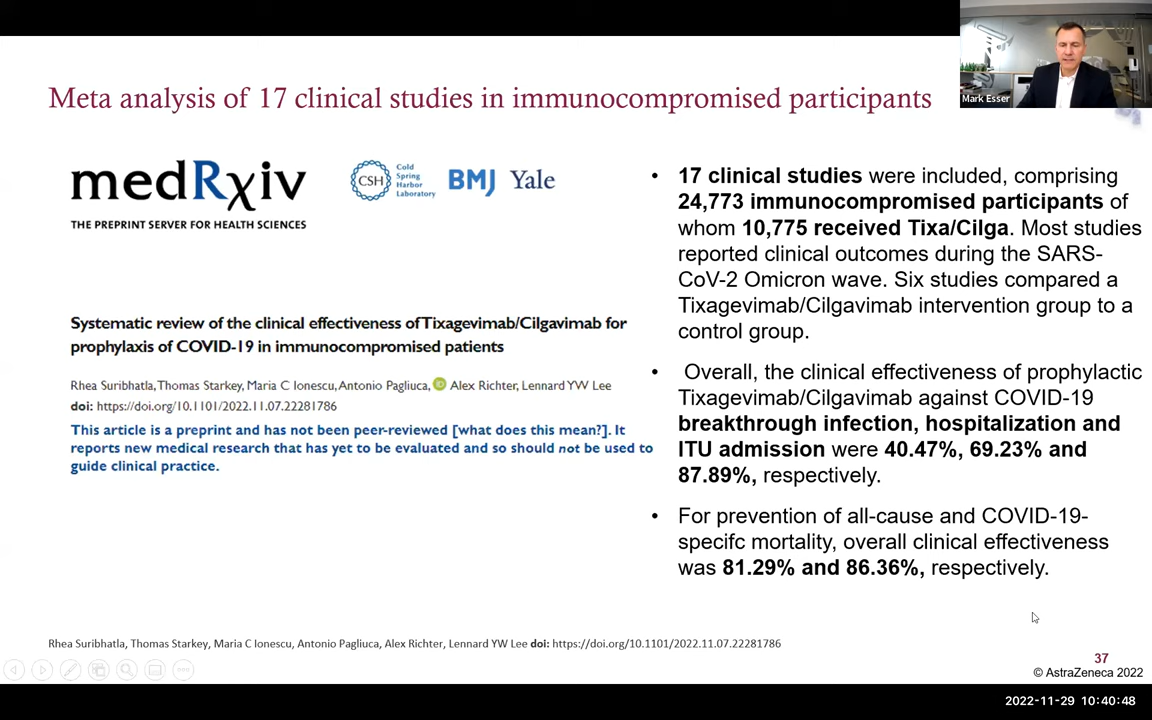 Mark Esser
Meta analysis of 17 clinical studies in immunocompromised participants
medRxiv
THE PREPRINT SERVER FOR HEALTH SCIENCES
CSH
Cold
Spring
Harbor
Laboratory
BMJ
Yale
Systematic review of the clinical effectiveness of Tixagevimab/Cilgavimab for
prophylaxis of COVID-19 in immunocompromised patients
Rhea Suribhatla, Thomas Starkey, Maria C Ionescu, Antonio Pagliuca, iD Alex Richter, Lennard YW Lee
doi: https://doi.org/10.1101/2022.11.07.22281786
This article is a preprint and has not been peer-reviewed [what does this mean?]. It
reports new medical research that has yet to be evaluated and so should not be used to
guide clinical practice.
• 17 clinical studies were included, comprising
24,773 immunocompromised participants of
whom 10,775 received Tixa/Cilga. Most studies
reported clinical outcomes during the SARS-
CoV-2 Omicron wave. Six studies compared a
Tixagevimab/Cilgavimab intervention group to a
control group.
• Overall, the clinical effectiveness of prophylactic
Tixagevimab/Cilgavimab against COVID-19
breakthrough infection, hospitalization and
ITU admission were 40.47%, 69.23% and
87.89%, respectively.
• For prevention of all-cause and COVID-19-
specifc mortality, overall clinical effectiveness
was 81.29% and 86.36%, respectively.
Rhea Suribhatla, Thomas Starkey, Maria C Ionescu, Antonio Pagliuca, Alex Richter, Lennard YW Lee doi: https://doi.org/10.1101/2022.11.07.22281786
37
© AstraZeneca 2022
2022-11-29 10:40:48